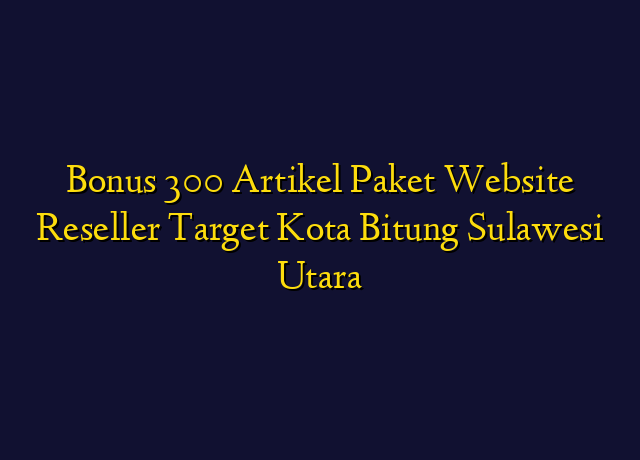 Bonus 300 Artikel Paket Website
Reseller Target Kota Bitung Sulawesi
Utara